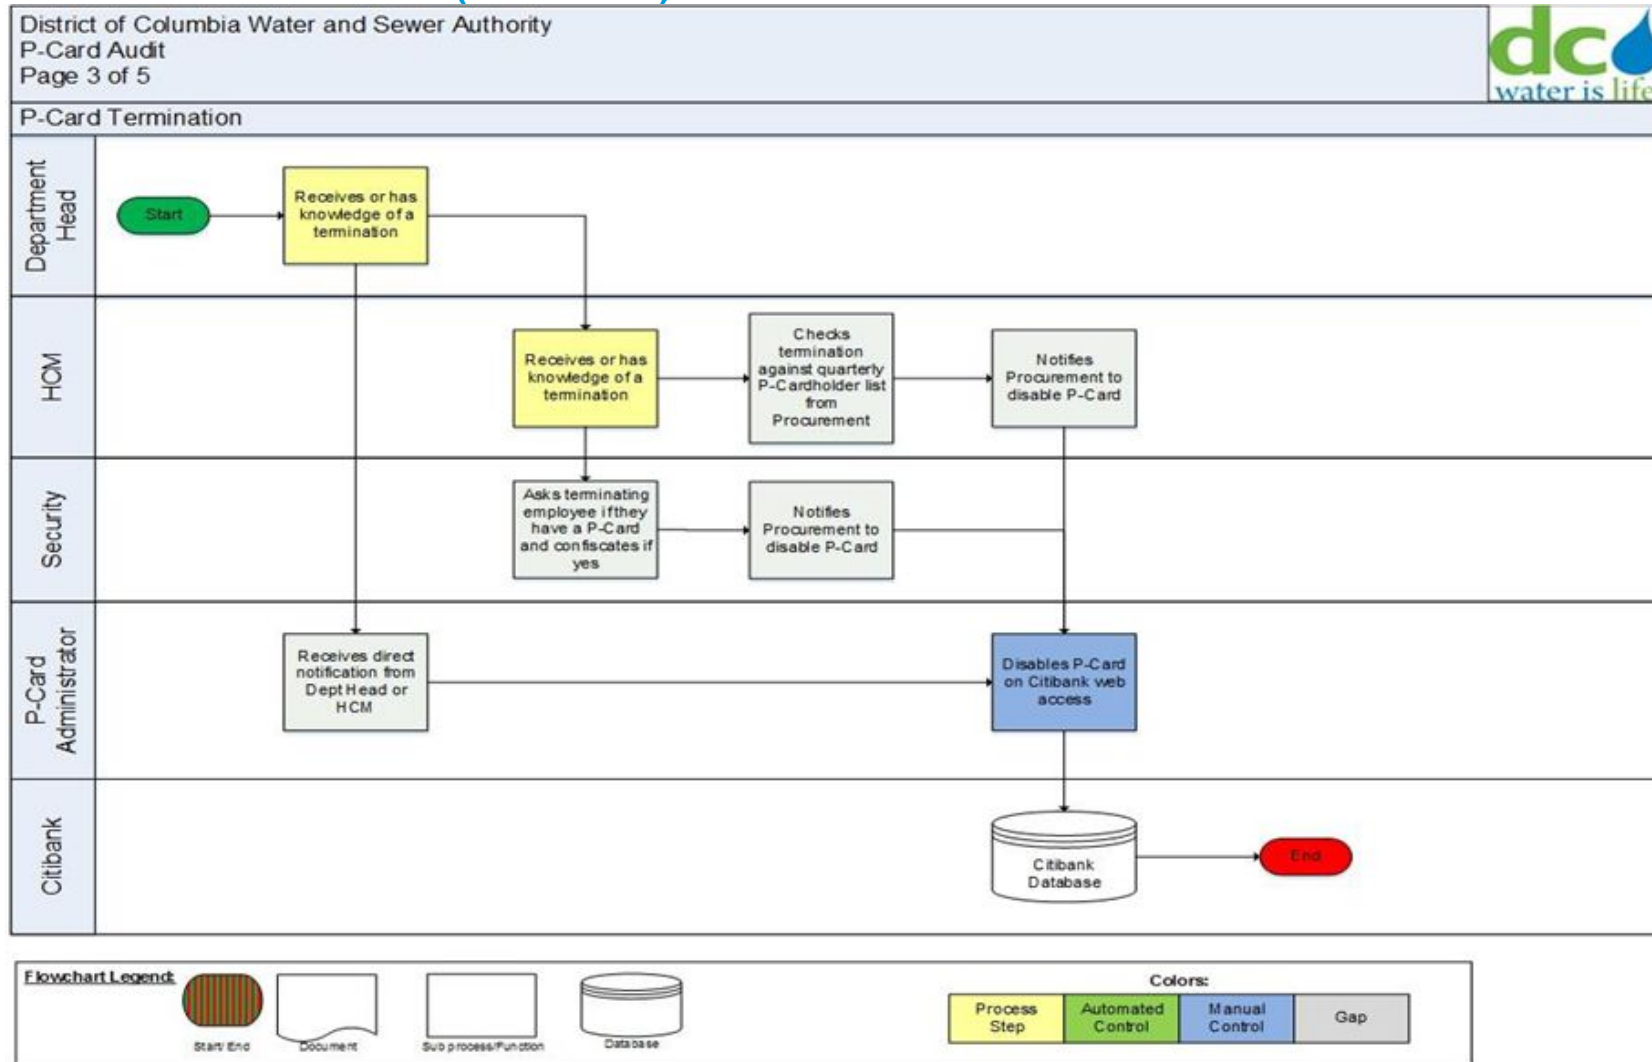 District of Columbia Water and Sewer Authority
P-Card Audit
Page 3 of 5
dc
water is life
P-Card Termination
Department
Head
Start
Receives or has
knowledge of a
termination
HCM
Receives or has
knowledge of a
termination
Checks
termination
against quarterly
P-Cardholder list
from
Procurement
Notifies
Procurement to
disable P-Card
Security
Asks terminating
employee if they
have a P-Card
and confiscates if
yes
Notifies
Procurement to
disable P-Card
P-Card
Administrator
Receives direct
notification from
Dept Head or
HCM
Disables P-Card
on Citibank web
access
Citibank
Citibank
Database
End
Flowchart Legend:
Start/ End
Document
Sub process/Function
Database
Colors:
Process
Step
Automated
Control
Manual
Control
Gap